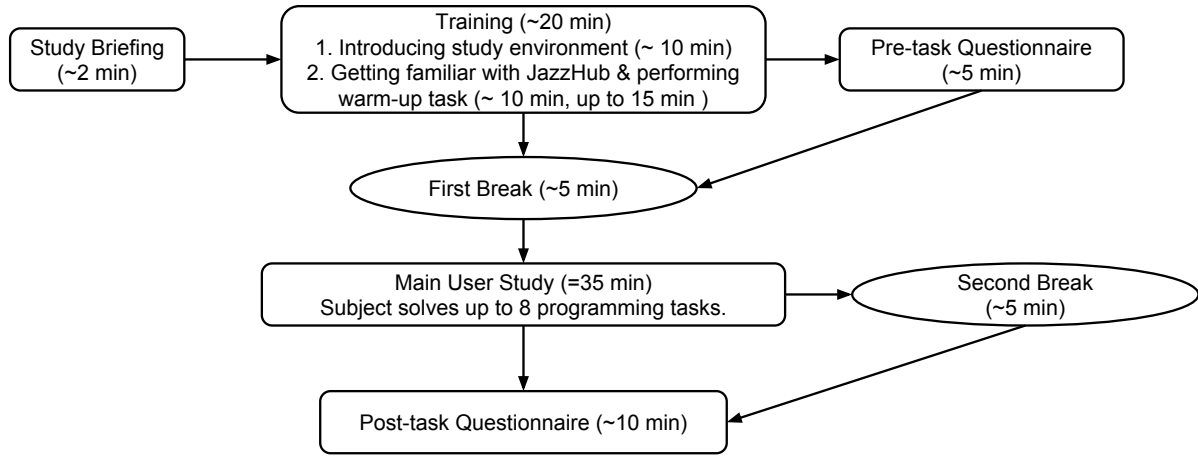 Study Briefing
(~2 min)
Training (~20 min)
1. Introducing study environment (~ 10 min)
2. Getting familiar with JazzHub & performing
warm-up task (~ 10 min, up to 15 min )
Pre-task Questionnaire
(~5 min)
First Break (~5 min)
Main User Study (=35 min)
Subject solves up to 8 programming tasks.
Second Break
(~5 min)
Post-task Questionnaire (~10 min)